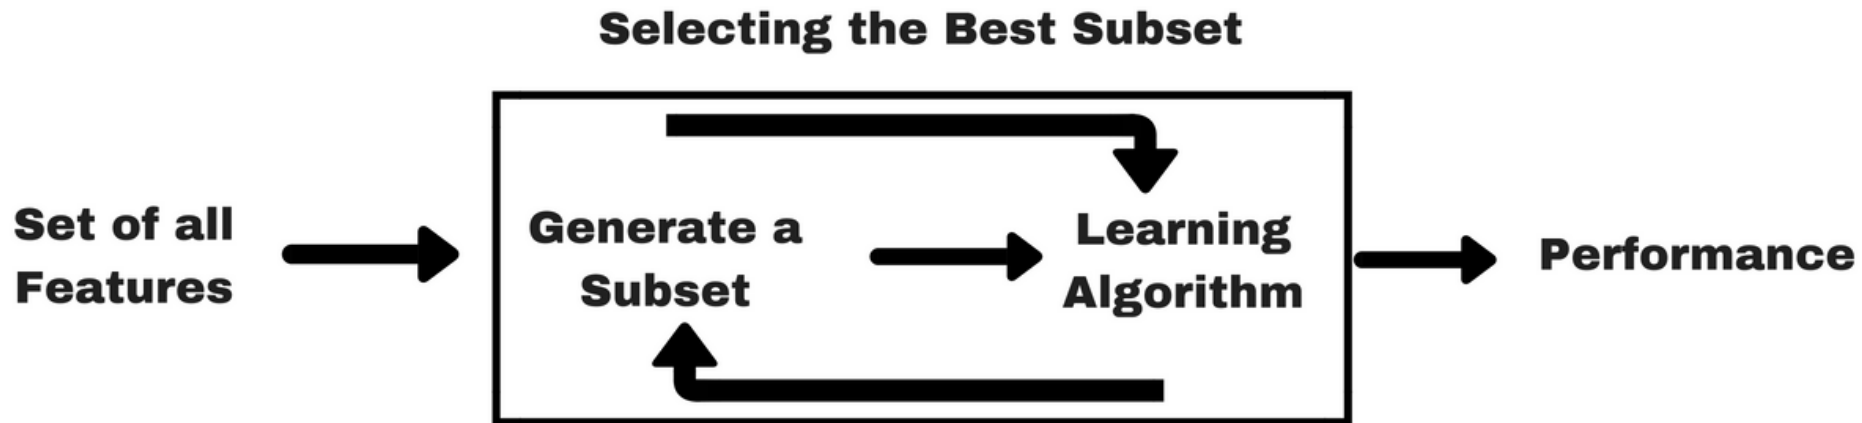 Selecting the Best Subset
Set of all
Features
Generate a
Subset
Learning
Algorithm
Performance